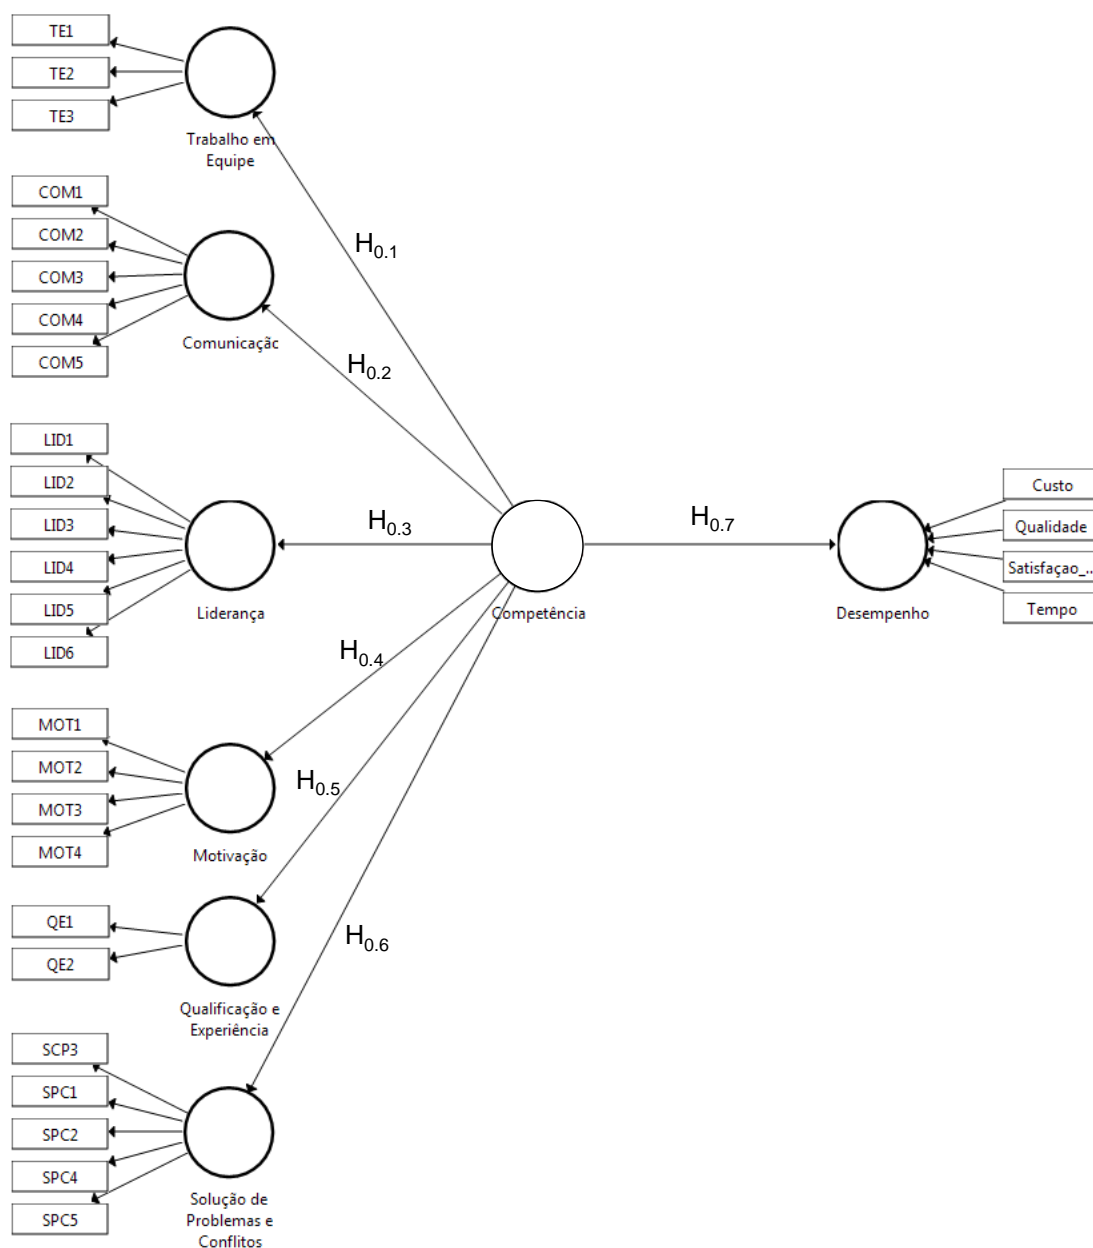 TE1
TE2
TE3
Trabalho em
Equipe
COM1
COM2
COM3
COM4
COM5
Comunicaçãc
H0.1
H0.2
LID1
LID2
LID3
LID4
LID5
LID6
Liderança
H0.3
Competência
H0.7
Desempenho
Custo
Qualidade
Satisfaçao_...
Tempo
H0.4
MOT1
MOT2
MOT3
MOT4
Motivação
H0.5
QE1
QE2
Qualificação e
Experiência
H0.6
SCP3
SPC1
SPC2
SPC4
SPC5
Solução de
Problemas e
Conflitos